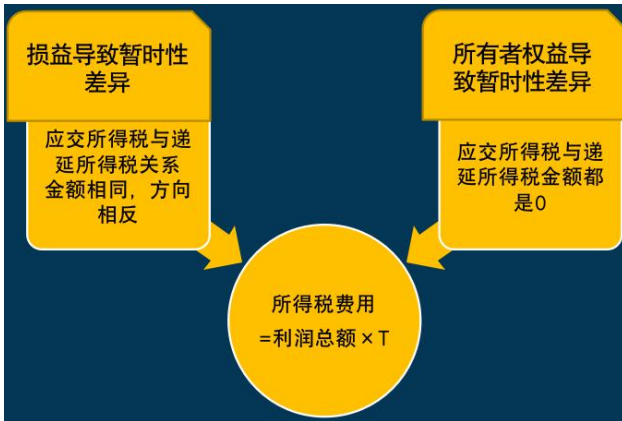 损益导致暂时性
差异
应交所得税与递
延所得税关系
金额相同，方向
相反
所有者权益导
致暂时性差异
应交所得税与递
延所得税金额都
是0
所得税费用
=利润总额×T